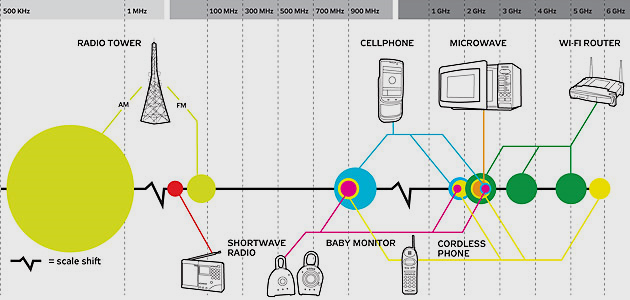 500 KHz 1 MHz 100 MHz 300 MHz 500 MHz 700 MHz 900 MHz 1 GHz 2 GHz 3 GHz 4 GHz 5 GHz 6 GHz
RADIO TOWER CELLPHONE MICROWAVE WI-FI ROUTER
AM FM
SHORTWAVE RADIO
BABY MONITOR
CORDLESS PHONE
= scale shift